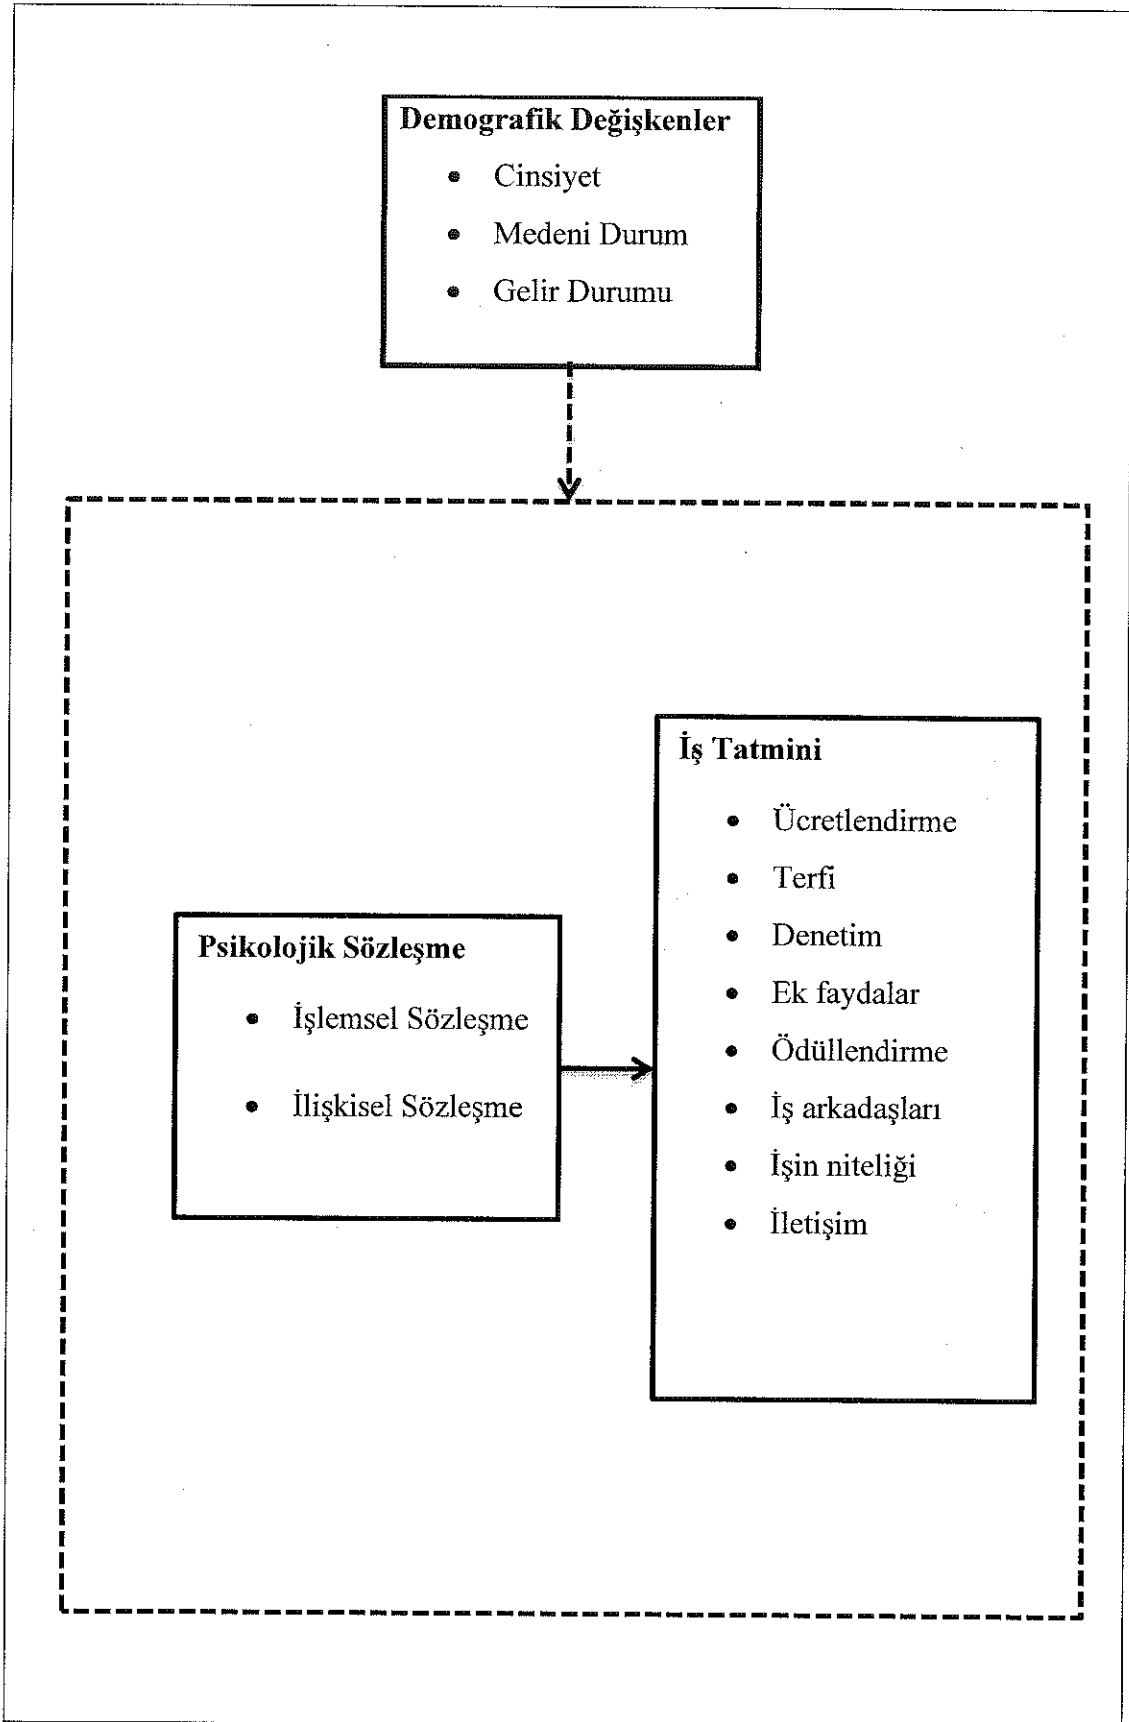 Demografik Değişkenler
• Cinsiyet
• Medeni Durum
• Gelir Durumu
İş Tatmini
• Ücretlendirme
• Terfi
• Denetim
• Ek faydalar
• Ödüllendirme
• İş arkadaşları
• İşin niteliği
• İletişim
Psikolojik Sözleşme
• İşlemsel Sözleşme
• İlişkisel Sözleşme